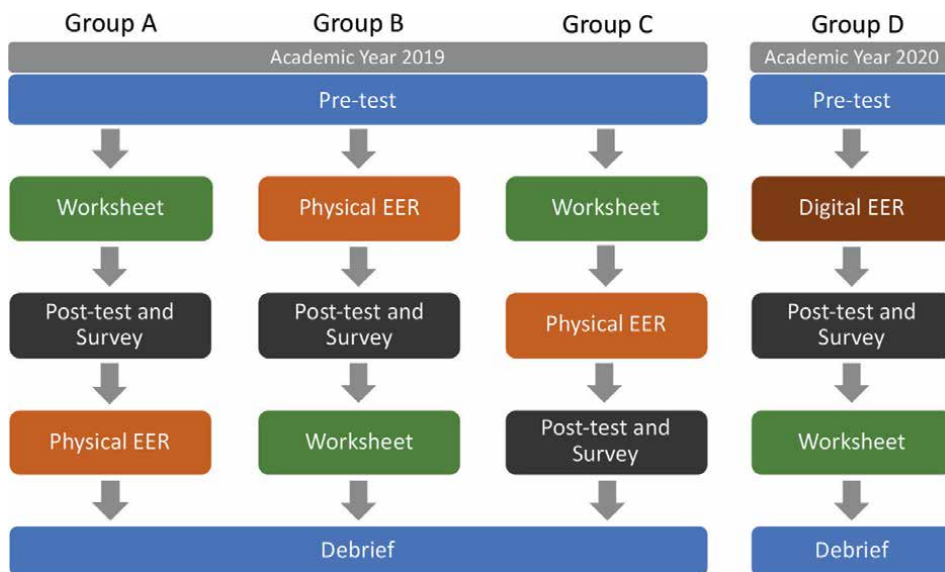 Group A Group B Group C Group D
Academic Year 2019 Academic Year 2020
Pre-test Pre-test
Worksheet Physical EER Worksheet Digital EER
Post-test and
Survey
Post-test and
Survey
Physical EER
Post-test and
Survey
Physical EER Worksheet
Post-test and
Survey
Worksheet
Debrief Debrief